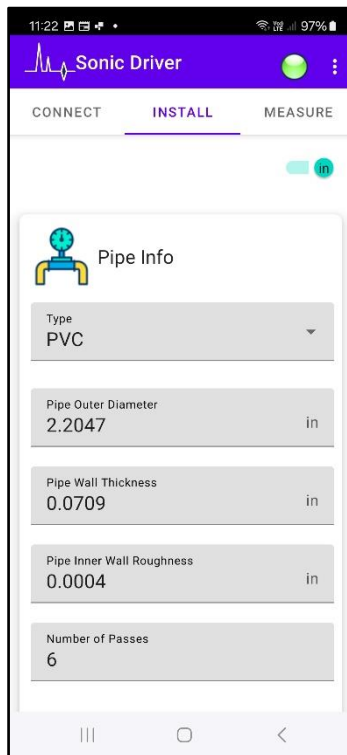 11:22 97%
Sonic Driver
CONNECT INSTALL MEASURE
in
Pipe Info
Type
PVC
Pipe Outer Diameter
2.2047 in
Pipe Wall Thickness
0.0709 in
Pipe Inner Wall Roughness
0.0004 in
Number of Passes
6